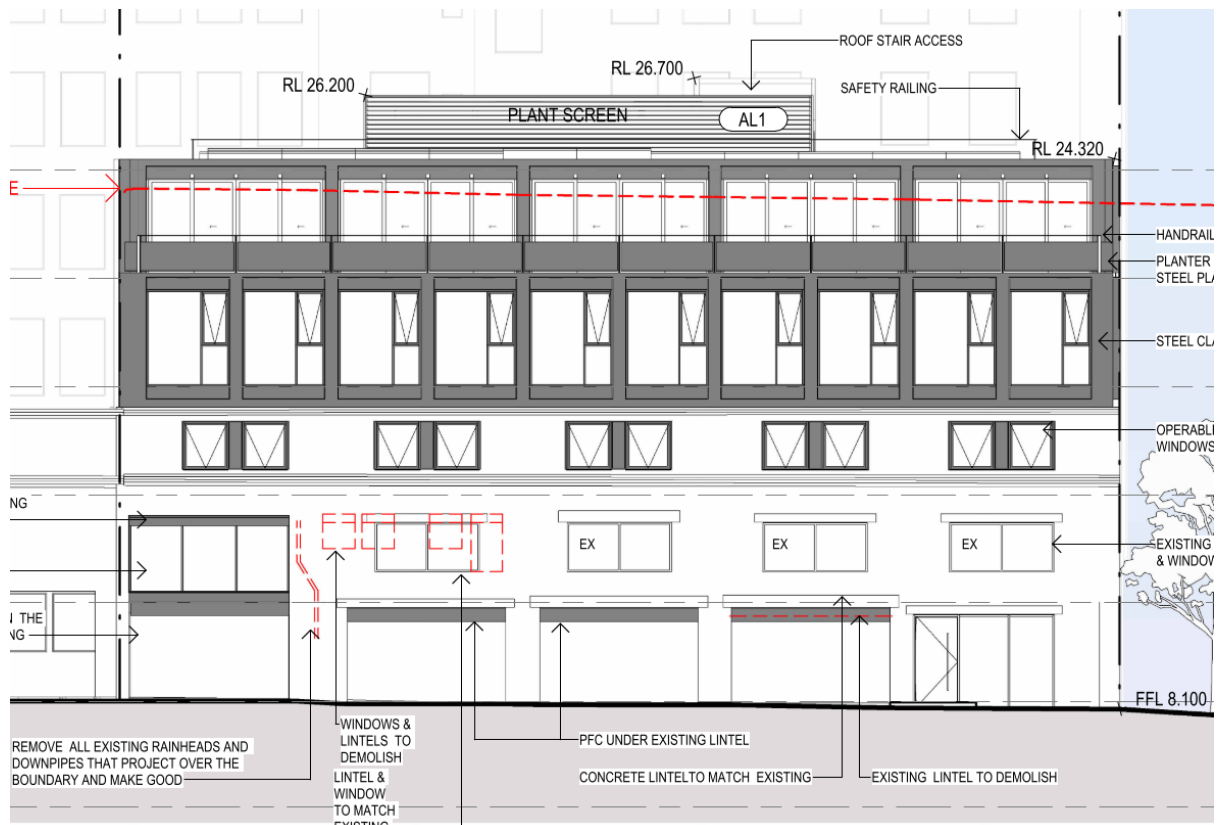 ROOF STAIR ACCESS
RL 26.700
RL 26.200
SAFETY RAILING
PLANT SCREEN
AL1
RL 24.320
E
HANDRAIL
PLANTER
STEEL PLA
STEEL CLA
OPERABLE
WINDOWS
NG
EX
EX
EX
EXISTING
& WINDOW
N THE
NG
FFL 8.100
REMOVE ALL EXISTING RAINHEADS AND
DOWNPIPES THAT PROJECT OVER THE
BOUNDARY AND MAKE GOOD
WINDOWS &
LINTELS TO
DEMOLISH
LINTEL &
WINDOW
TO MATCH
EXISTING
PFC UNDER EXISTING LINTEL
CONCRETE LINTELTO MATCH EXISTING
EXISTING LINTEL TO DEMOLISH